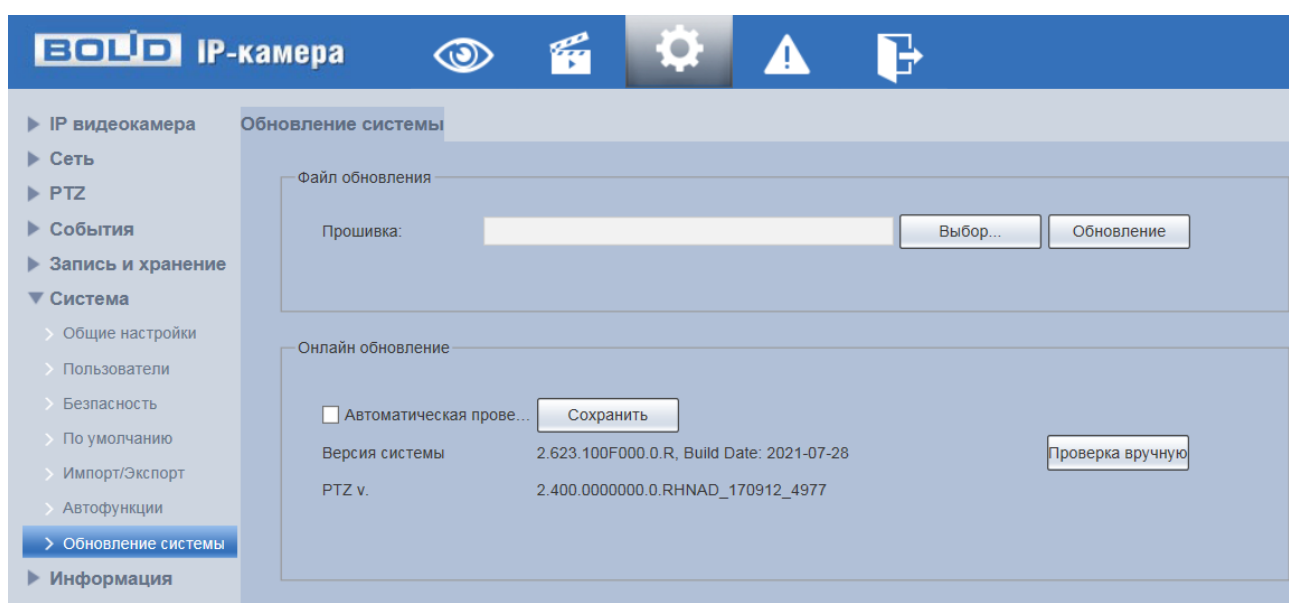 BOLID IP-камера
IP видеокамера
Сеть
PTZ
События
Запись и хранение
Система
Общие настройки
Пользователи
Безпасность
По умолчанию
Импорт/Экспорт
Автофункции
Обновление системы
Информация
Обновление системы
Файл обновления
Прошивка: Выбор... Обновление
Онлайн обновление
Автоматическая прове... Сохранить
Версия системы 2.623.100F000.0.R, Build Date: 2021-07-28 Проверка вручную
PTZ v. 2.400.0000000.0.RHNAD_170912_4977